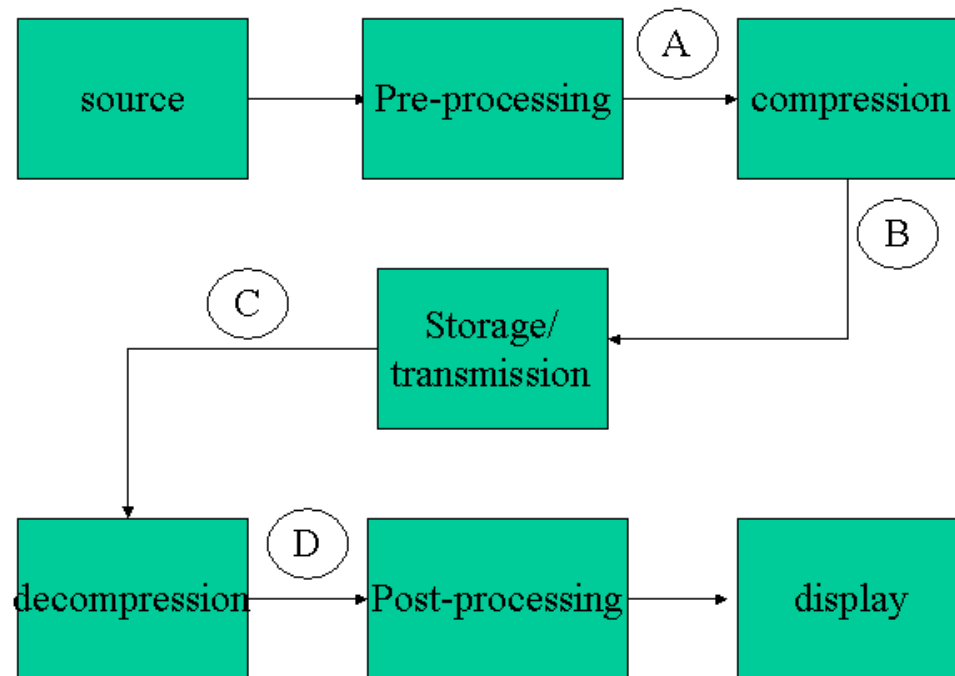 source
Pre-processing
A
compression
B
C
Storage/
transmission
decompression
D
Post-processing
display